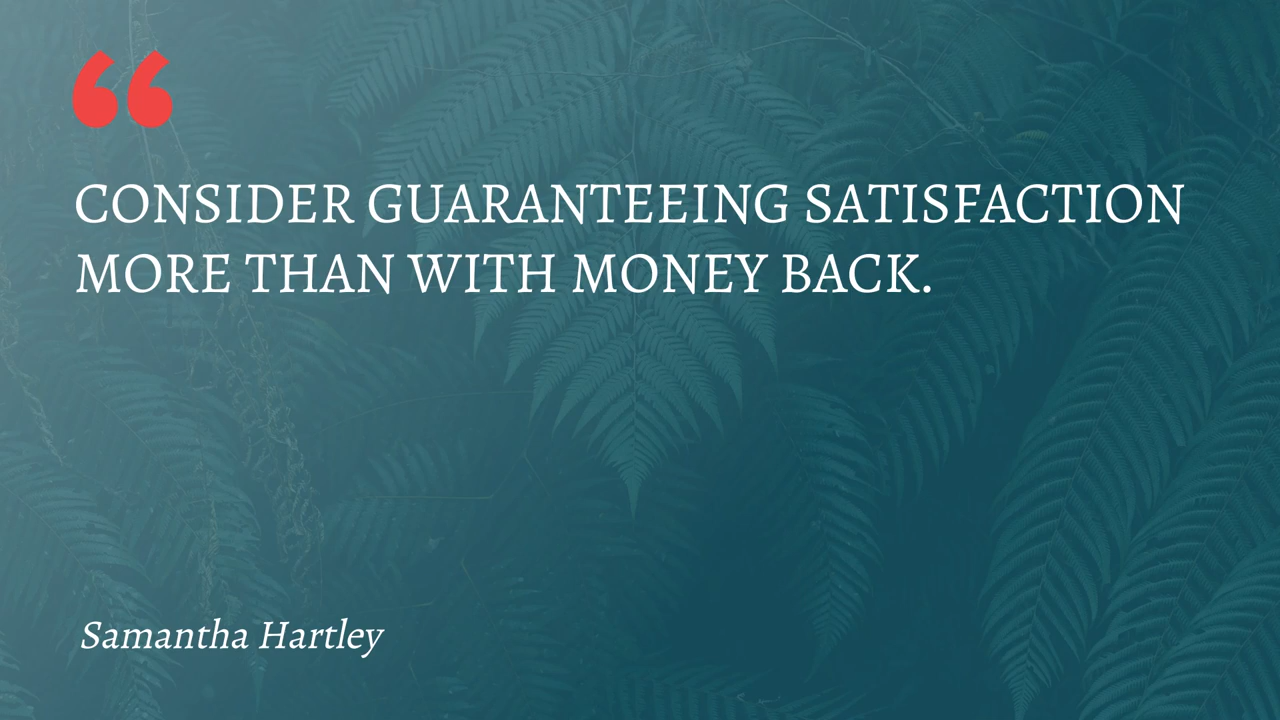 “
CONSIDER GUARANTEEING SATISFACTION
MORE THAN WITH MONEY BACK.
Samantha Hartley